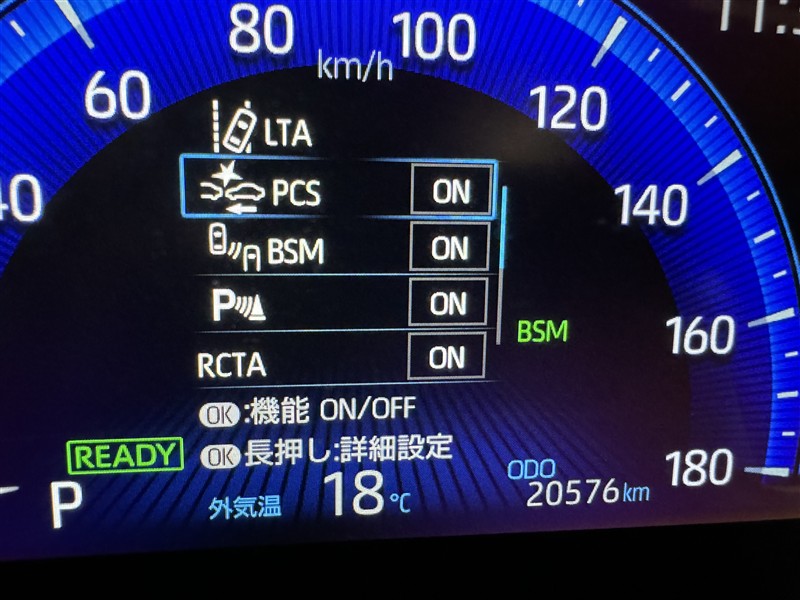 80
100
km/h
60
120
LTA
40
PCS ON
140
BSM ON
P ON
BSM
160
RCTA ON
OK:機能 ON/OFF
READY
OK長押し:詳細設定
P
外気温 18℃
ODO
20576km
180